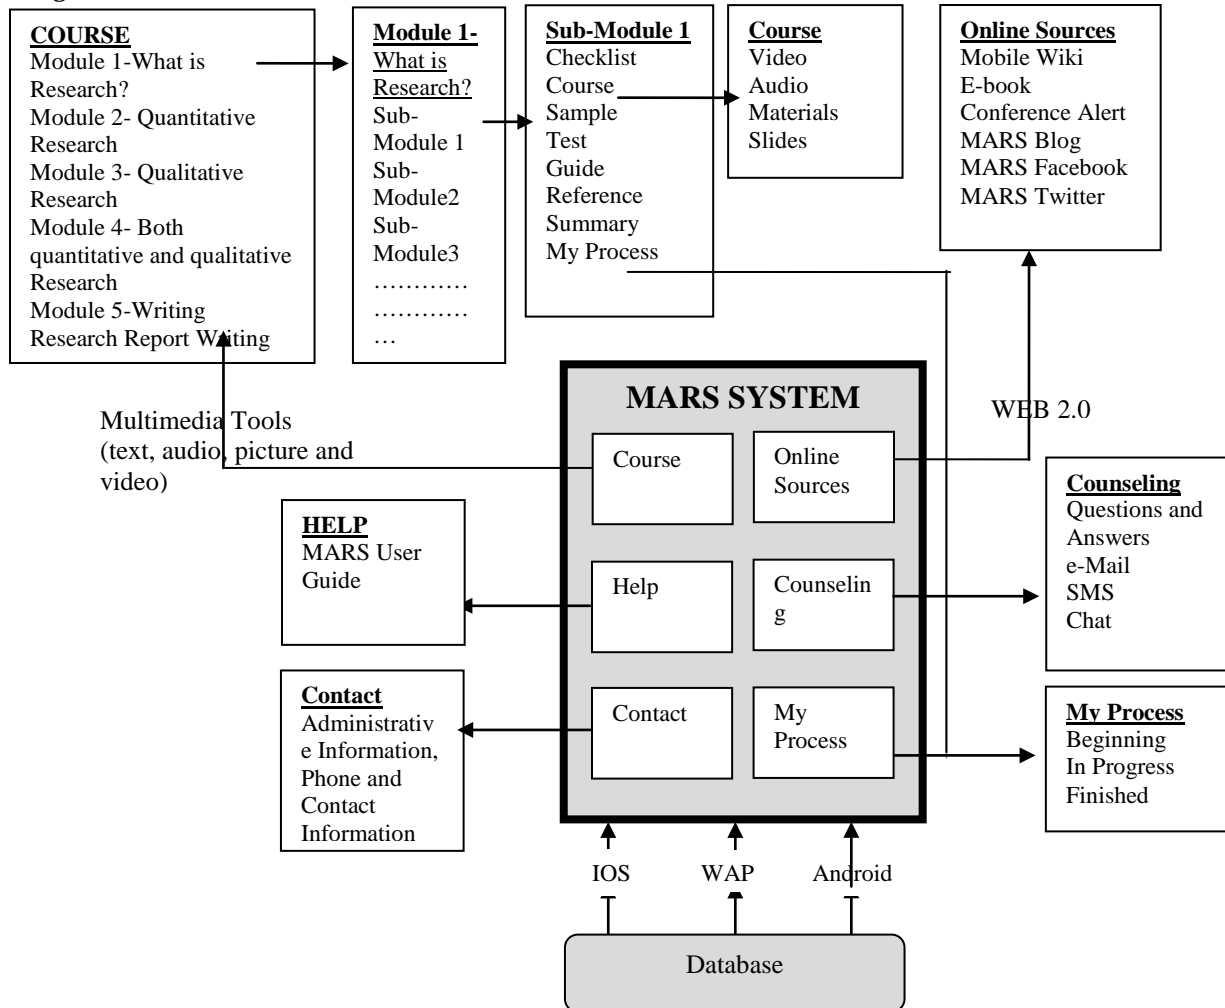 COURSE
Module 1-What is
Research?
Module 2- Quantitative
Research
Module 3- Qualitative
Research
Module 4- Both
quantitative and qualitative
Research
Module 5-Writing
Research Report Writing
Module 1-
What is
Research?
Sub-
Module 1
Sub-
Module2
Sub-
Module3
…………
…………
…
Sub-Module 1
Checklist
Course
Sample
Test
Guide
Reference
Summary
My Process
Course
Video
Audio
Materials
Slides
Online Sources
Mobile Wiki
E-book
Conference Alert
MARS Blog
MARS Facebook
MARS Twitter
Multimedia Tools
(text, audio, picture and
video)
WEB 2.0
MARS SYSTEM
Course
Online
Sources
Help
Counselin
g
Contact
My
Process
HELP
MARS User
Guide
Contact
Administrativ
e Information,
Phone and
Contact
Information
Counseling
Questions and
Answers
e-Mail
SMS
Chat
My Process
Beginning
In Progress
Finished
IOS
WAP
Android
Database